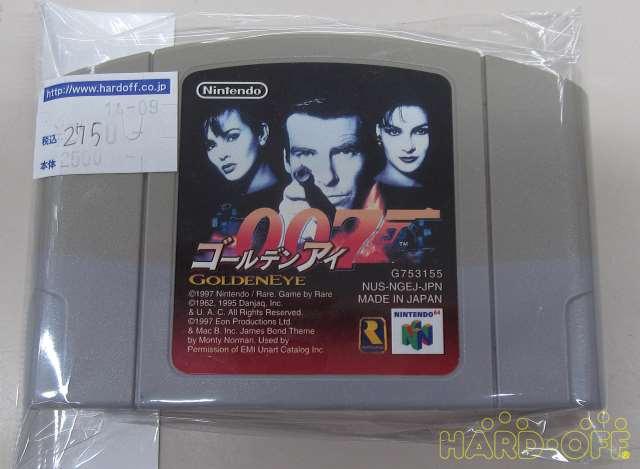 http://www.hardoff.co.jp
14-09
税込 2750
本体 2500
Nintendo
007
ゴールデンアイ
TM
GOLDENEYE
G753155
NUS-NGEJ-JPN
MADE IN JAPAN
©1997 Nintendo / Rare. Game by Rare
©1962, 1995 Danjaq, Inc.
& U. A. C. All Rights Reserved.
©1997 Eon Productions Ltd.
& Mac B. Inc. James Bond Theme
by Monty Norman. Used by
Permission of EMI Unart Catalog Inc.
NINTENDO 64
HARD-OFF